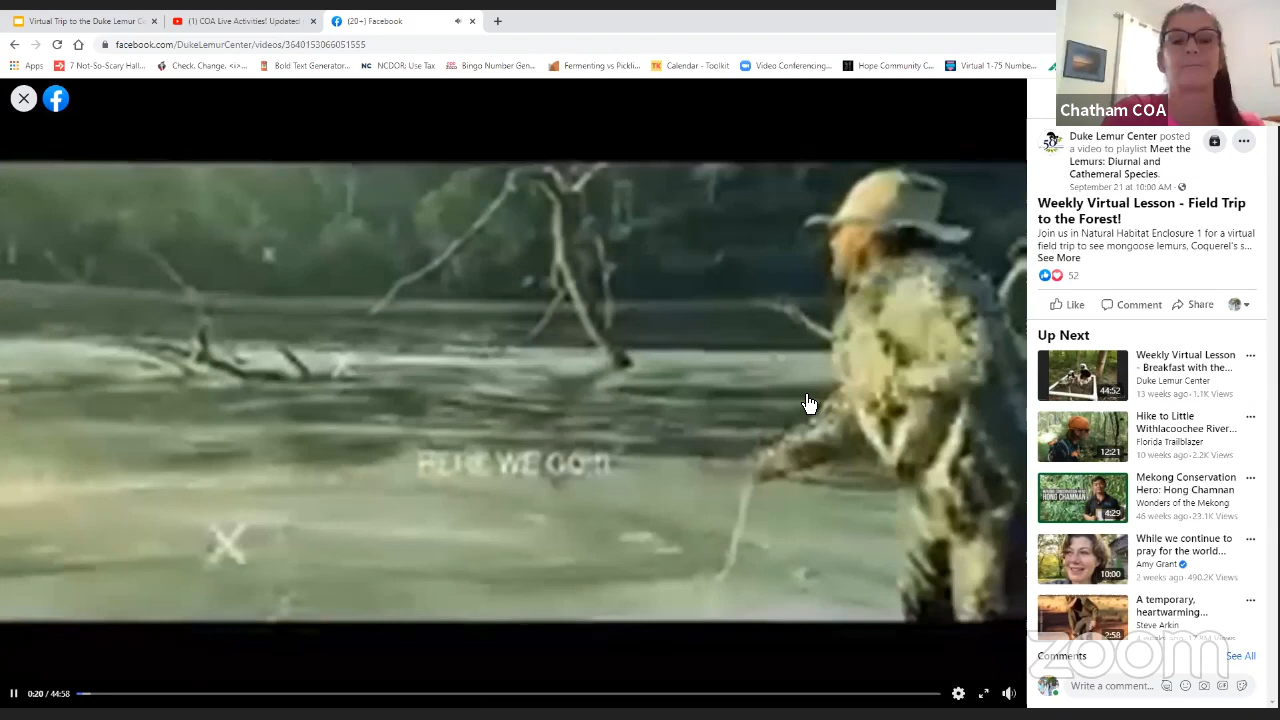 Virtual Trip to the Duke Lemur Ce
(1) COA Live Activities! Updated
(20+) Facebook
facebook.com/DukeLemurCenter/videos/3640153066051555
Apps
7 Not-So-Scary Hall...
Check. Change. <i>...
Bold Text Generator...
NC NCDOR: Use Tax
Bingo Number Gen...
Fermenting vs Pickli...
TK Calendar - Toolkit
Video Conferencing...
Hope Community C...
Virtual 1-75 Numbe...
Chatham COA
Duke Lemur Center posted
a video to playlist Meet the
Lemurs: Diurnal and
Cathemeral Species.
September 21 at 10:00 AM ·
Weekly Virtual Lesson - Field Trip
to the Forest!
Join us in Natural Habitat Enclosure 1 for a virtual
field trip to see mongoose lemurs, Coquerel's s...
See More
52
Like Comment Share
Up Next
Weekly Virtual Lesson
- Breakfast with the...
Duke Lemur Center
13 weeks ago · 1.1K Views
44:52
Hike to Little
Withlacoochee River...
Florida Trailblazer
10 weeks ago · 2.2K Views
12:21
Mekong Conservation
Hero: Hong Chamnan
Wonders of the Mekong
46 weeks ago · 23.1K Views
MEKONG CONSERVATION HERO:
HONG CHAMNAN
4:29
While we continue to
pray for the world...
Amy Grant
2 weeks ago · 490.2K Views
10:00
A temporary,
heartwarming...
Steve Arkin
2:58
zoom
Comments See All
Write a comment...
0:20 / 44:58